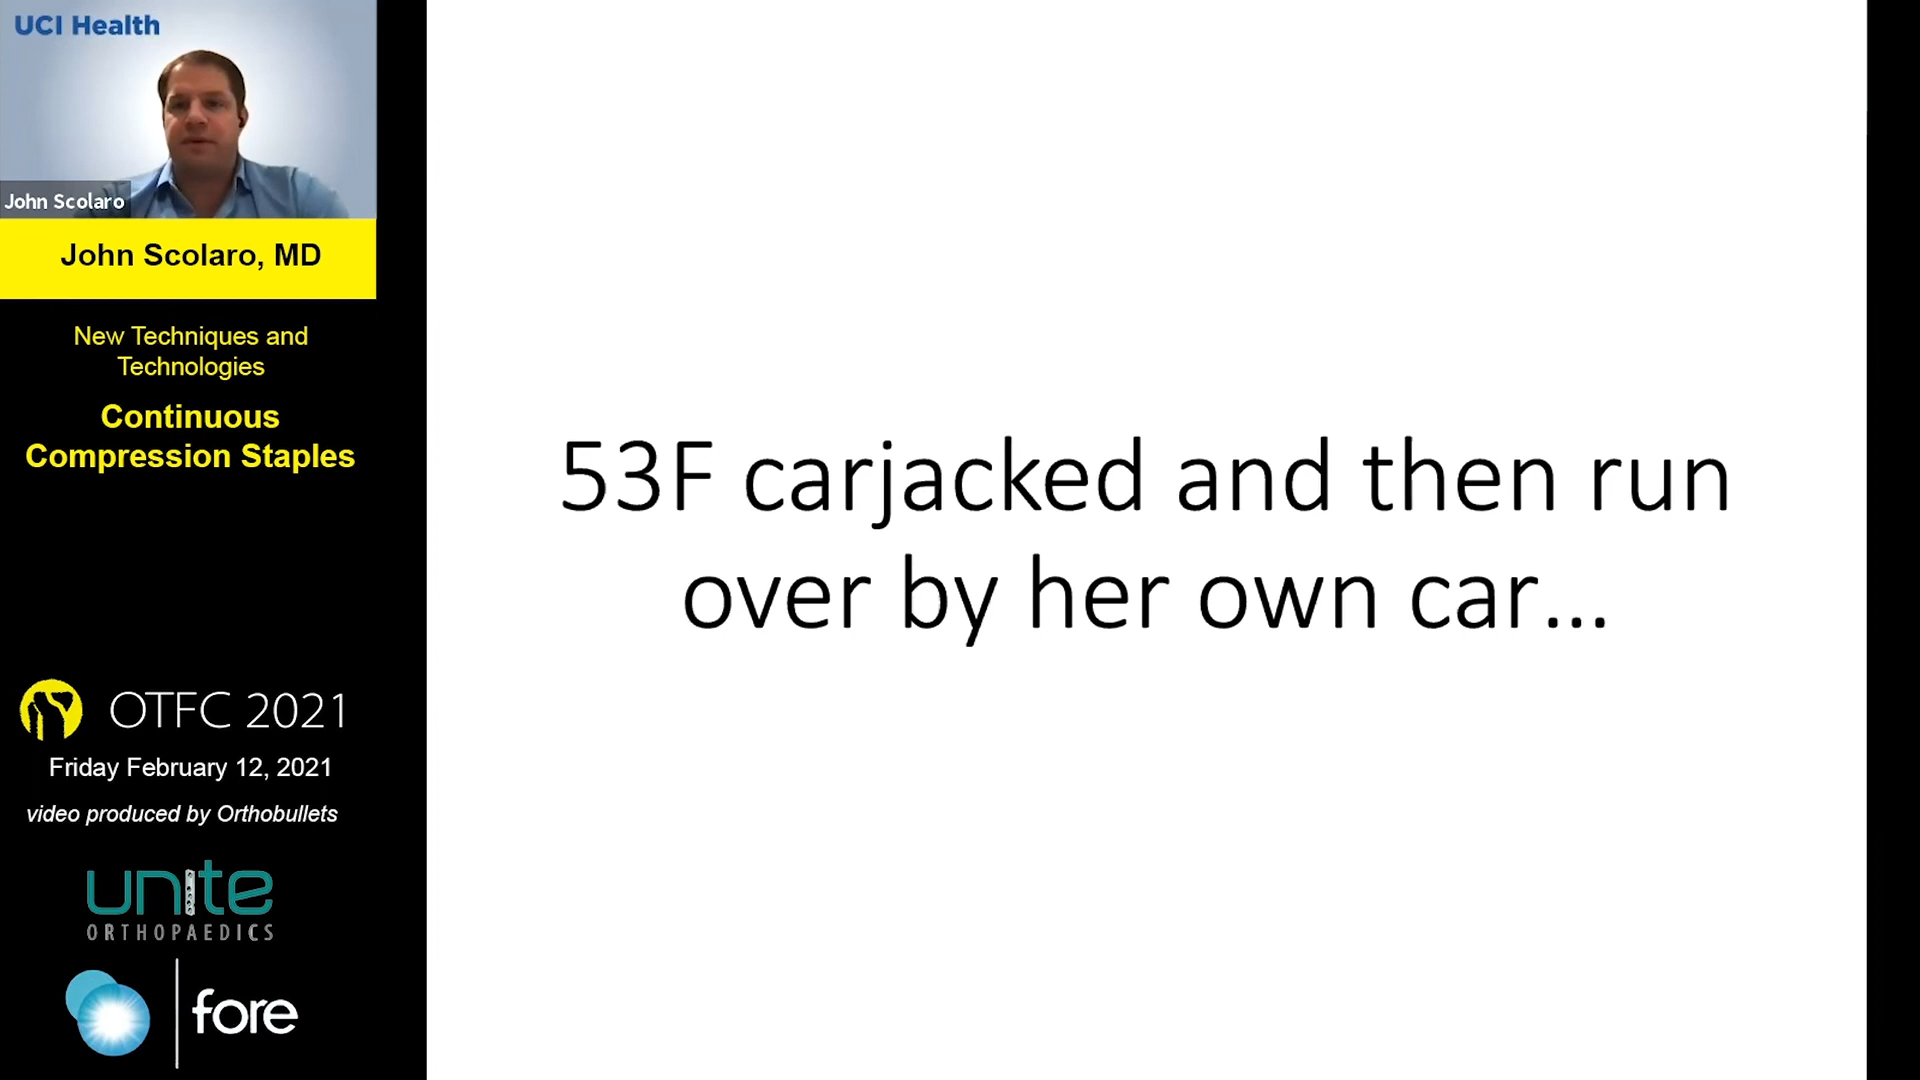 UCI Health
John Scolaro
John Scolaro, MD
New Techniques and
Technologies
Continuous
Compression Staples
OTFC 2021
Friday February 12, 2021
video produced by Orthobullets
unite
ORTHOPAEDICS
fore
53F carjacked and then run
over by her own car...